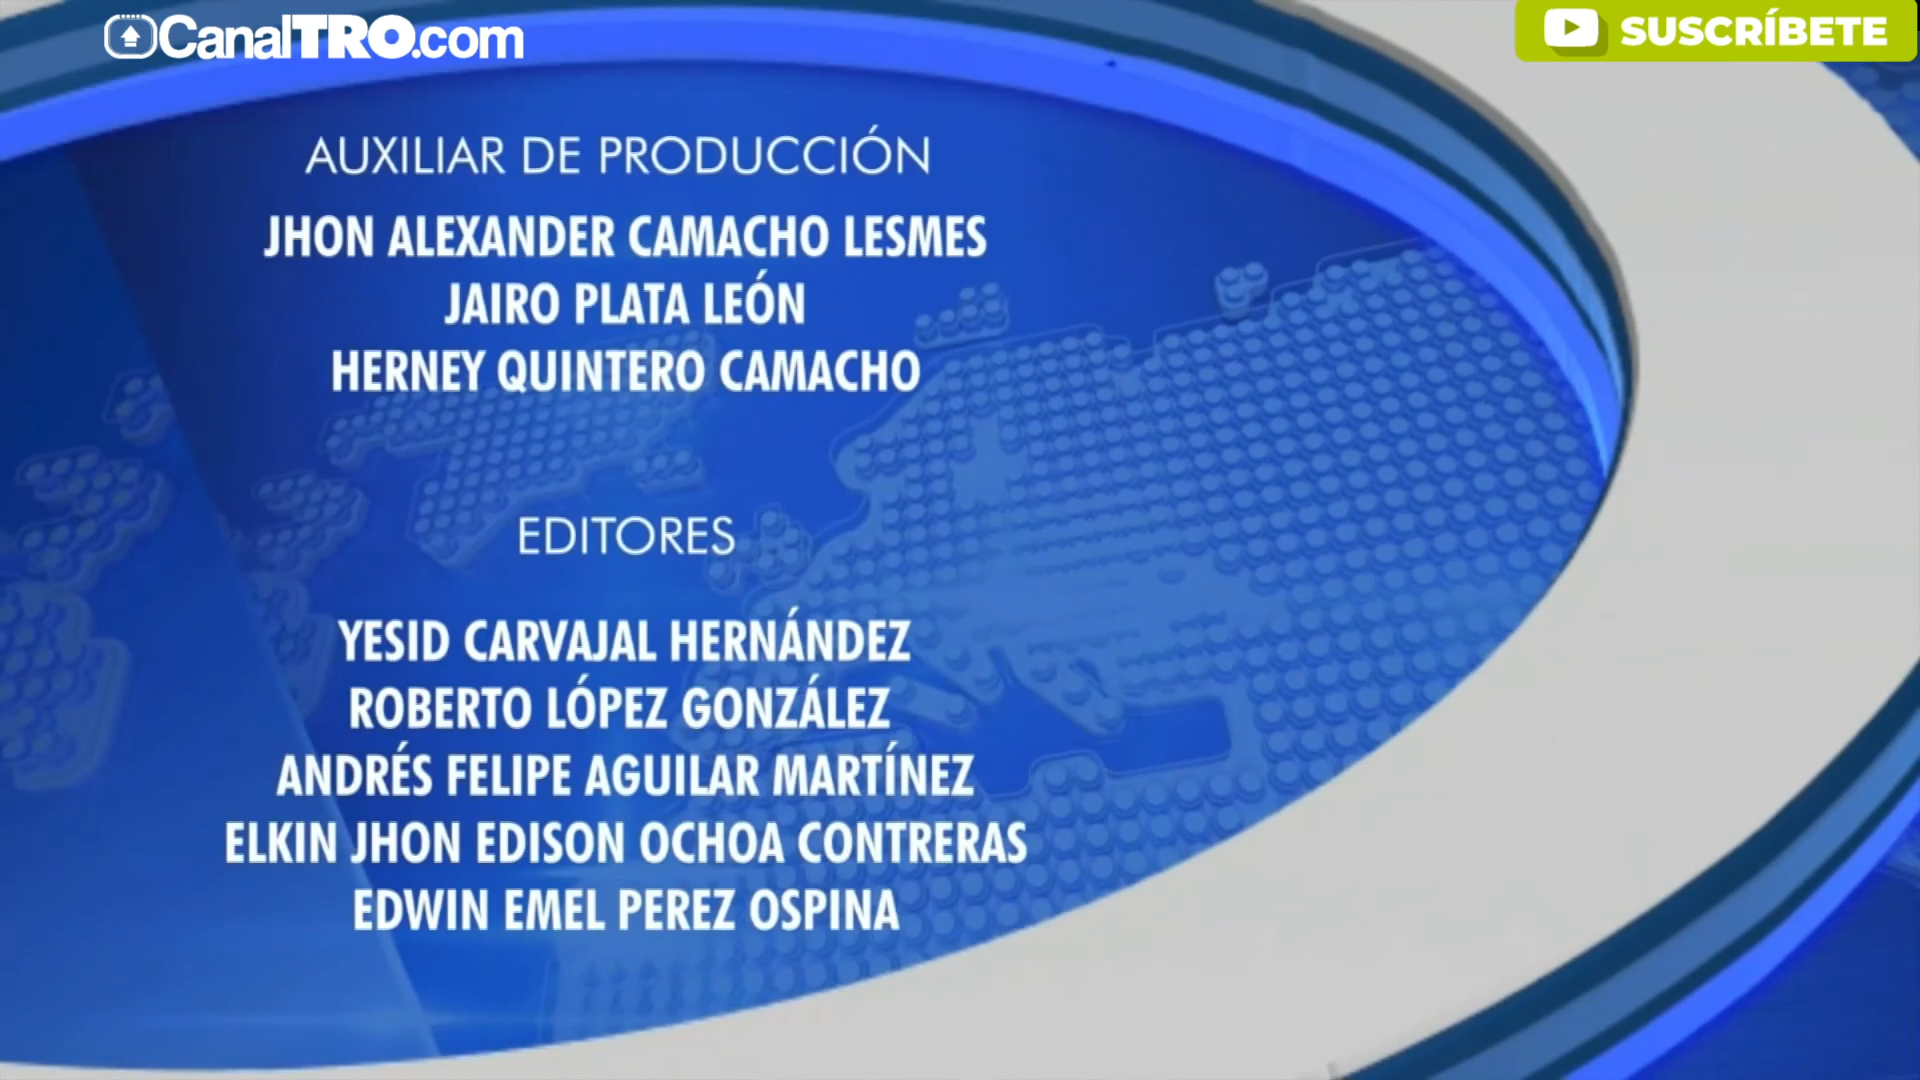 CanalTRO.com
SUSCRÍBETE
AUXILIAR DE PRODUCCIÓN
JHON ALEXANDER CAMACHO LESMES
JAIRO PLATA LEÓN
HERNEY QUINTERO CAMACHO
EDITORES
YESID CARVAJAL HERNÁNDEZ
ROBERTO LÓPEZ GONZÁLEZ
ANDRÉS FELIPE AGUILAR MARTÍNEZ
ELKIN JHON EDISON OCHOA CONTRERAS
EDWIN EMEL PEREZ OSPINA